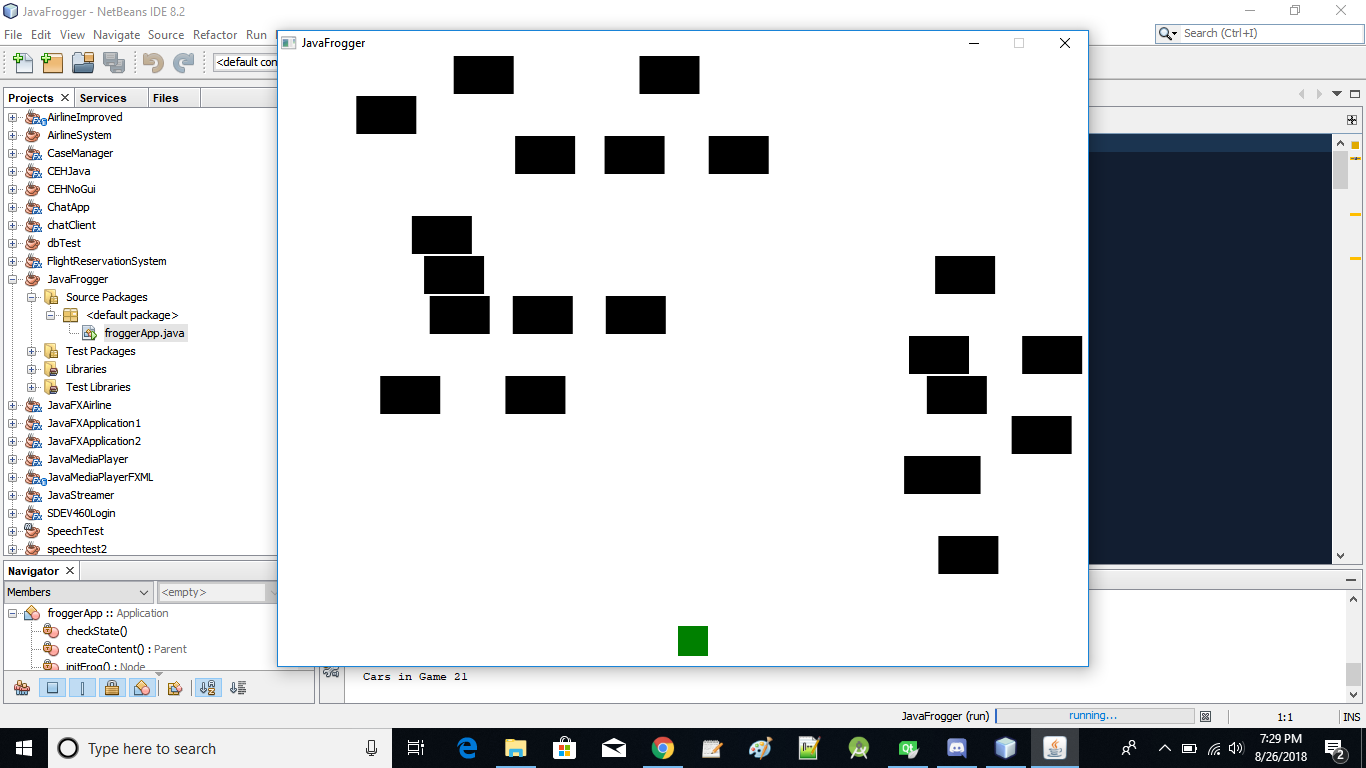 JavaFrogger - NetBeans IDE 8.2
File Edit View Navigate Source Refactor Run
Search (Ctrl+I)
<default con
JavaFrogger
Projects Services Files
AirlineImproved
AirlineSystem
CaseManager
CEHJava
CEHNoGui
ChatApp
chatClient
dbTest
FlightReservationSystem
JavaFrogger
Source Packages
<default package>
froggerApp.java
Test Packages
Libraries
Test Libraries
JavaFXAirline
JavaFXApplication1
JavaFXApplication2
JavaMediaPlayer
JavaMediaPlayerFXML
JavaStreamer
SDEV460Login
SpeechTest
speechtest2
Navigator
Members <empty>
froggerApp :: Application
checkState()
createContent() : Parent
initFrog() : Node
Cars in Game 21
JavaFrogger (run) running... 1:1 INS
Type here to search
7:29 PM
8/26/2018
2